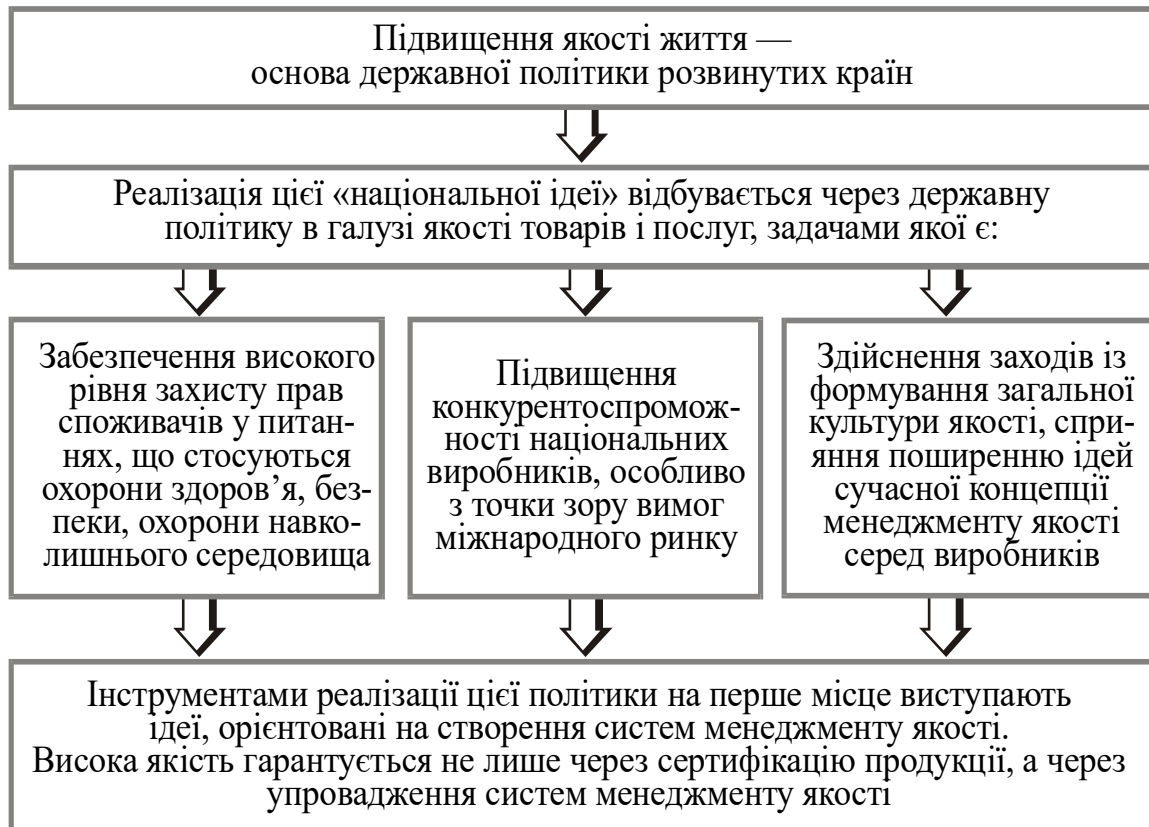 Підвищення якості життя —
основа державної політики розвинутих країн
Реалізація цієї «національної ідеї» відбувається через державну
політику в галузі якості товарів і послуг, задачами якої є:
Забезпечення високого
рівня захисту прав
споживачів у питан-
нях, що стосуються
охорони здоров’я, без-
пеки, охорони навко-
лишнього середовища
Підвищення
конкурентоспромож-
ності національних
виробників, особливо
з точки зору вимог
міжнародного ринку
Здійснення заходів із
формування загальної
культури якості, спри-
яння поширенню ідей
сучасної концепції
менеджменту якості
серед виробників
Інструментами реалізації цієї політики на перше місце виступають
ідеї, орієнтовані на створення систем менеджменту якості.
Висока якість гарантується не лише через сертифікацію продукції, а через
упровадження систем менеджменту якості